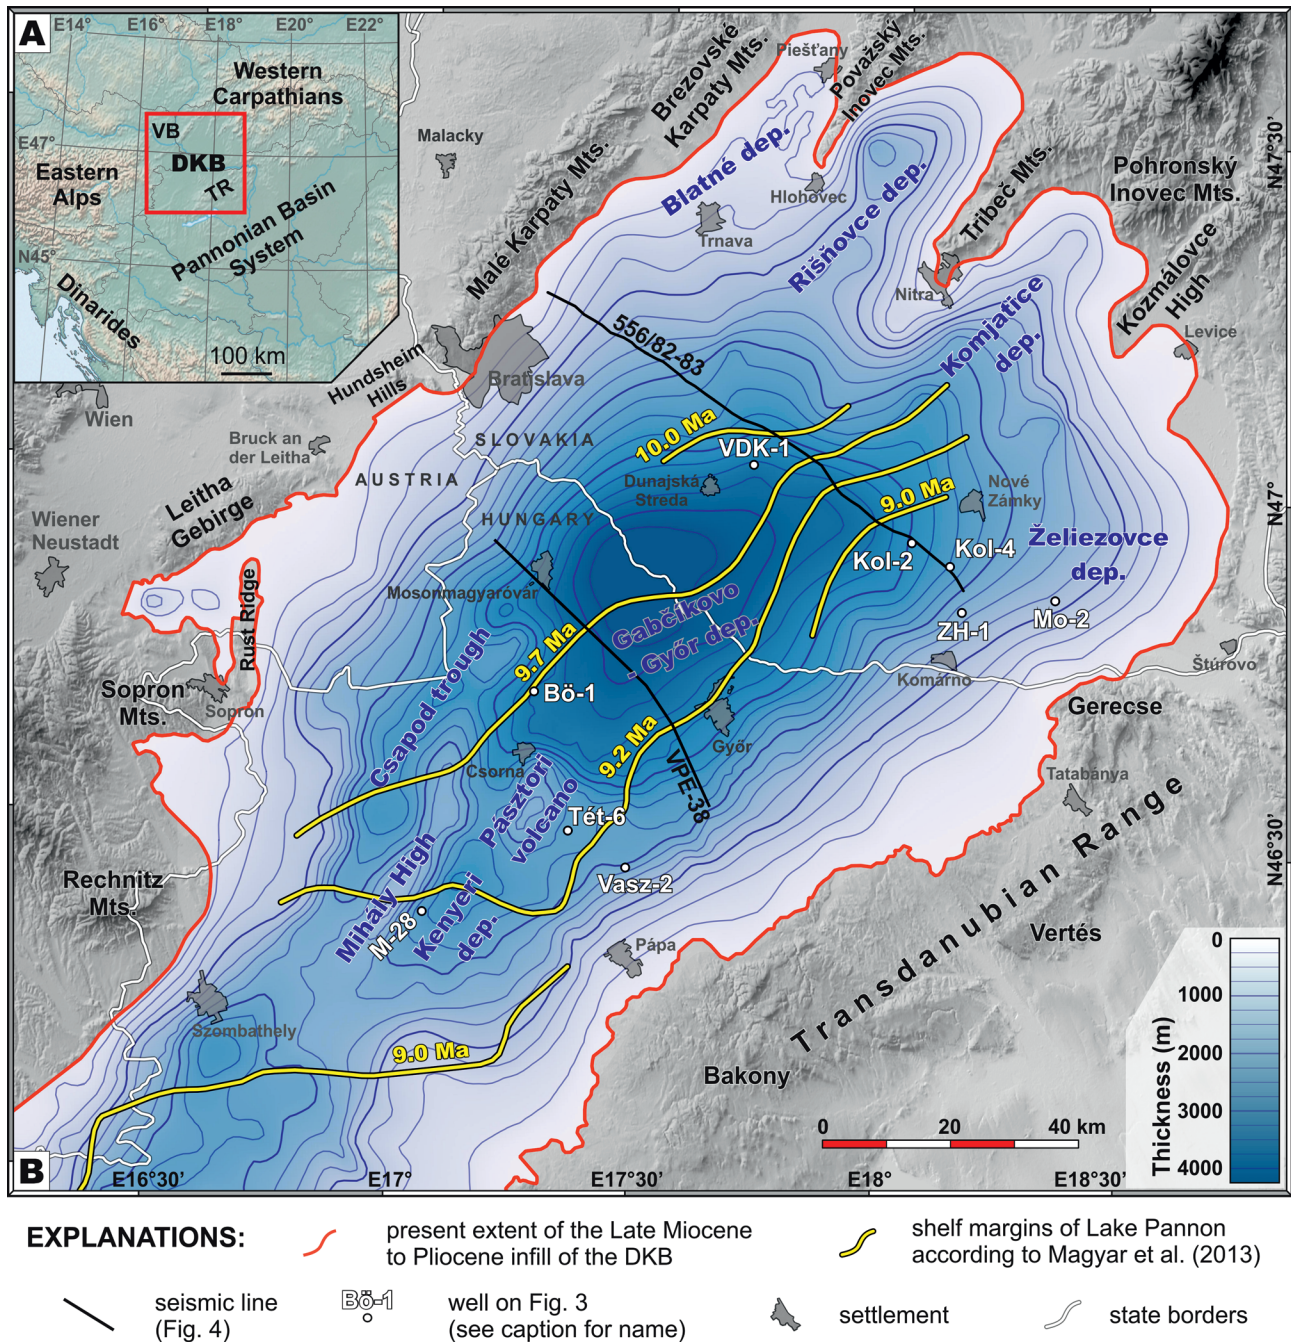 A
E14°
E16°
E18°
E20°
E22°
Western
Carpathians
VB
E47°
DKB
TR
Eastern
Alps
Pannonian Basin
System
N45°
Dinarides
100 km
Piešťany
Brezovské
Karpaty Mts.
Považský
Inovec Mts.
N47°30'
Malacky
Blatné dep.
Hlohovec
Trnava
Malé Karpaty Mts.
Rišňovce dep.
Tribeč Mts.
Pohronský
Inovec Mts.
Nitra
Komjatice
dep.
Kozmálovce
High
Levice
556/82-83
Hundsheim
Hills
Bratislava
Wien
Bruck an
der Leitha
SLOVAKIA
AUSTRIA
HUNGARY
10.0 Ma
VDK-1
Dunajská
Streda
9.0 Ma
Nové
Zámky
N47°
Leitha
Gebirge
Wiener
Neustadt
Kol-2
Kol-4
Želiezovce
dep.
Mosonmagyaróvár
Gabčíkovo
- Győr dep.
ZH-1
Mo-2
Rust Ridge
9.7 Ma
Štúrovo
Komárno
Sopron
Mts.
Sopron
Csapod trough
Bö-1
Gerecse
Győr
9.2 Ma
Csorna
VPE-38
Tatabánya
Pásztori
volcano
Tét-6
N46°30'
Rechnitz
Mts.
Vasz-2
Mihály High
M-28
Kenyeri
dep.
Pápa
Vertés
Transdanubian Range
Szombathely
9.0 Ma
Bakony
0
1000
2000
3000
4000
Thickness (m)
0 20 40 km
B
E16°30'
E17°
E17°30'
E18°
E18°30'
EXPLANATIONS:
present extent of the Late Miocene
to Pliocene infill of the DKB
shelf margins of Lake Pannon
according to Magyar et al. (2013)
seismic line
(Fig. 4)
Bö-1
well on Fig. 3
(see caption for name)
settlement
state borders